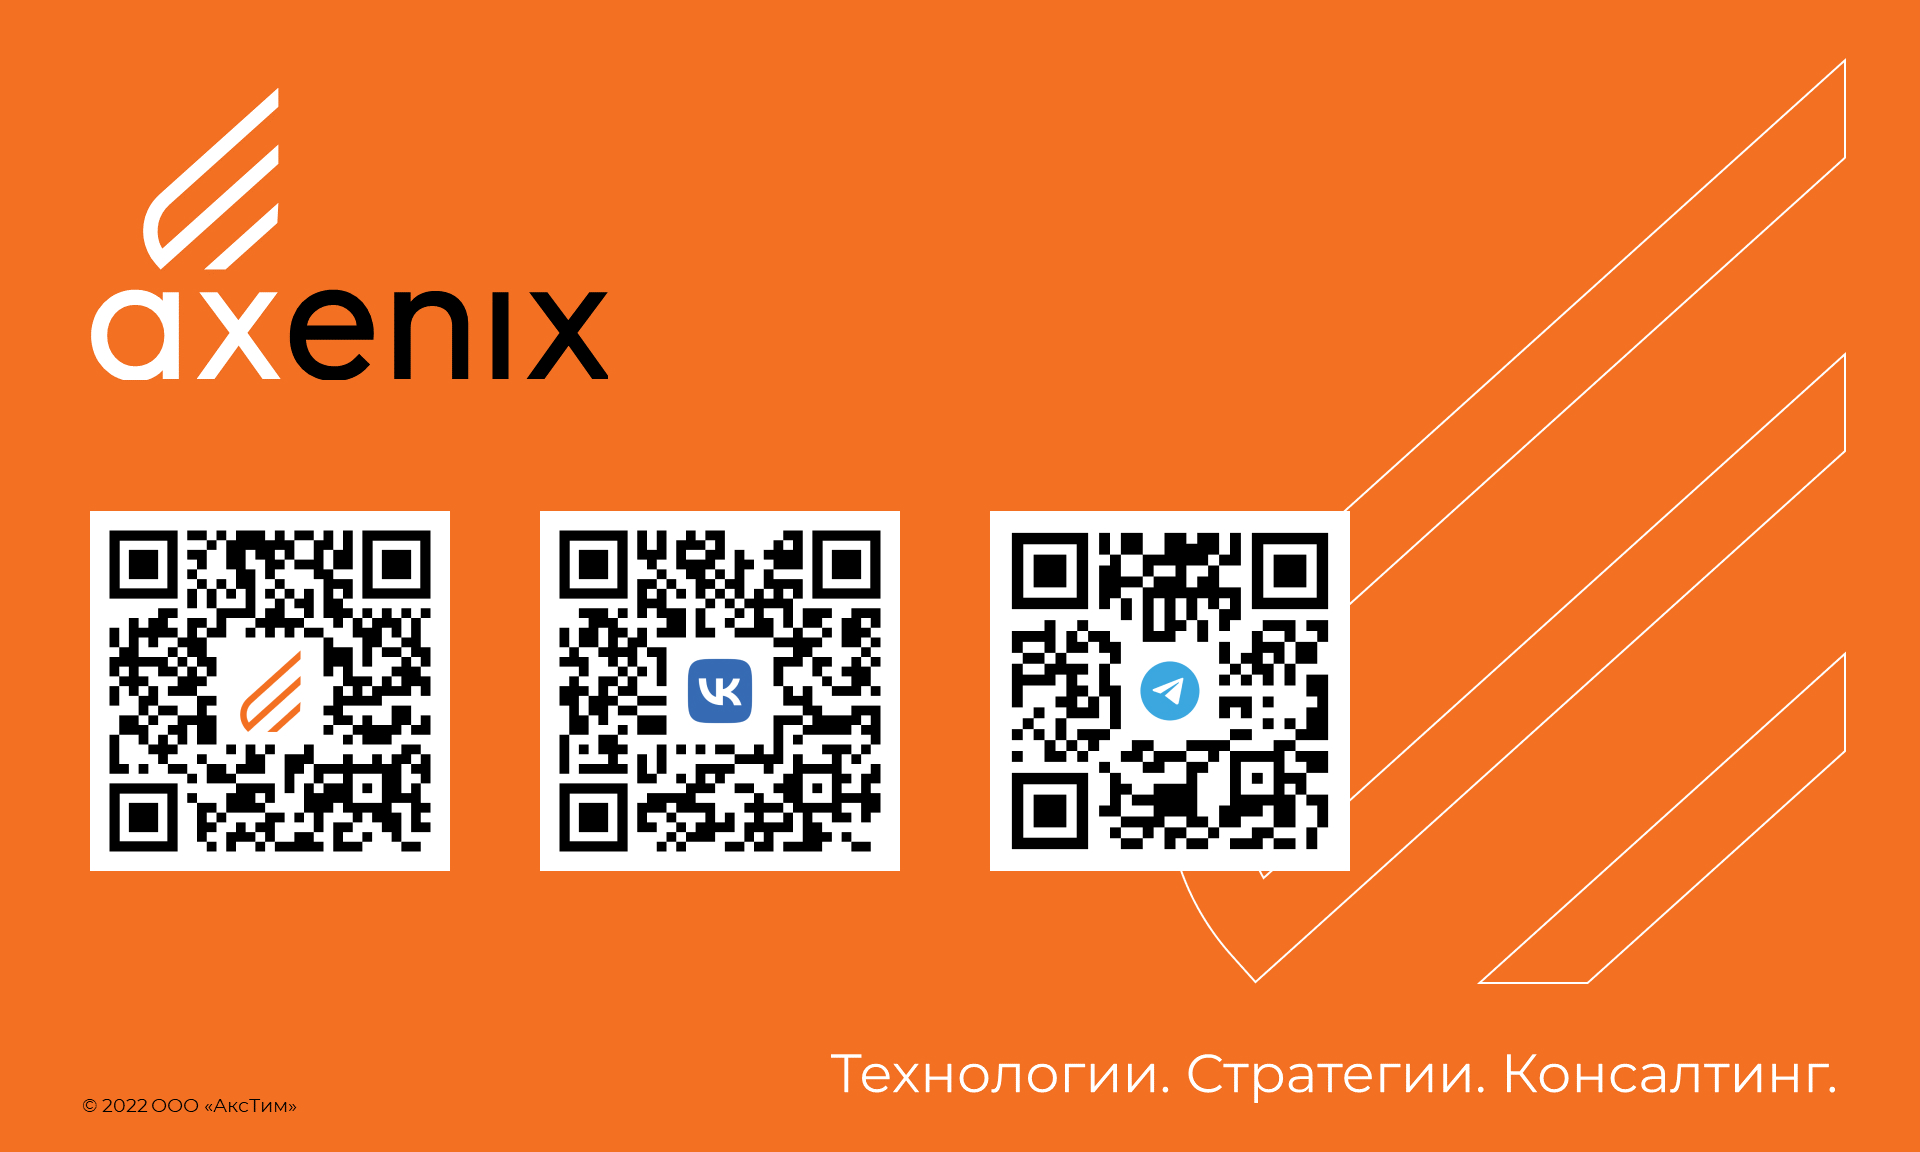 axenix
Технологии. Стратегии. Консалтинг.
© 2022 ООО «АксТим»